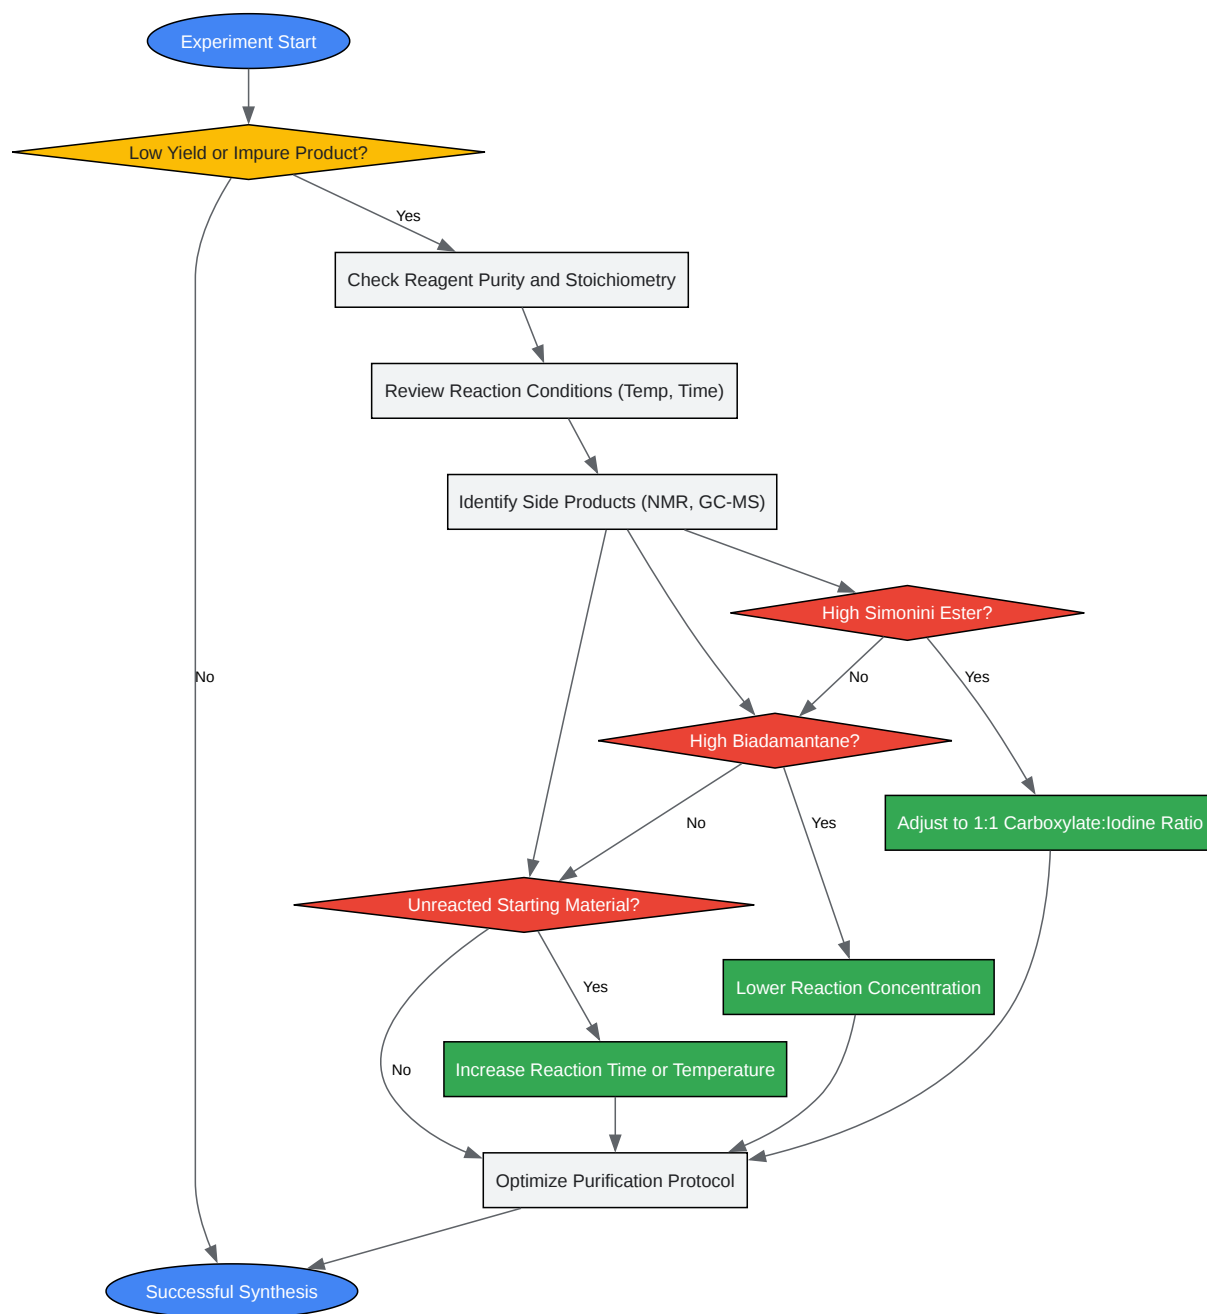 Experiment Start
Low Yield or Impure Product?
Yes
Check Reagent Purity and Stoichiometry
Review Reaction Conditions (Temp, Time)
Identify Side Products (NMR, GC-MS)
High Simonini Ester?
No
No
Yes
High Biadamantane?
No
Yes
Adjust to 1:1 Carboxylate:Iodine Ratio
Unreacted Starting Material?
Yes
Lower Reaction Concentration
No
Increase Reaction Time or Temperature
Optimize Purification Protocol
Successful Synthesis